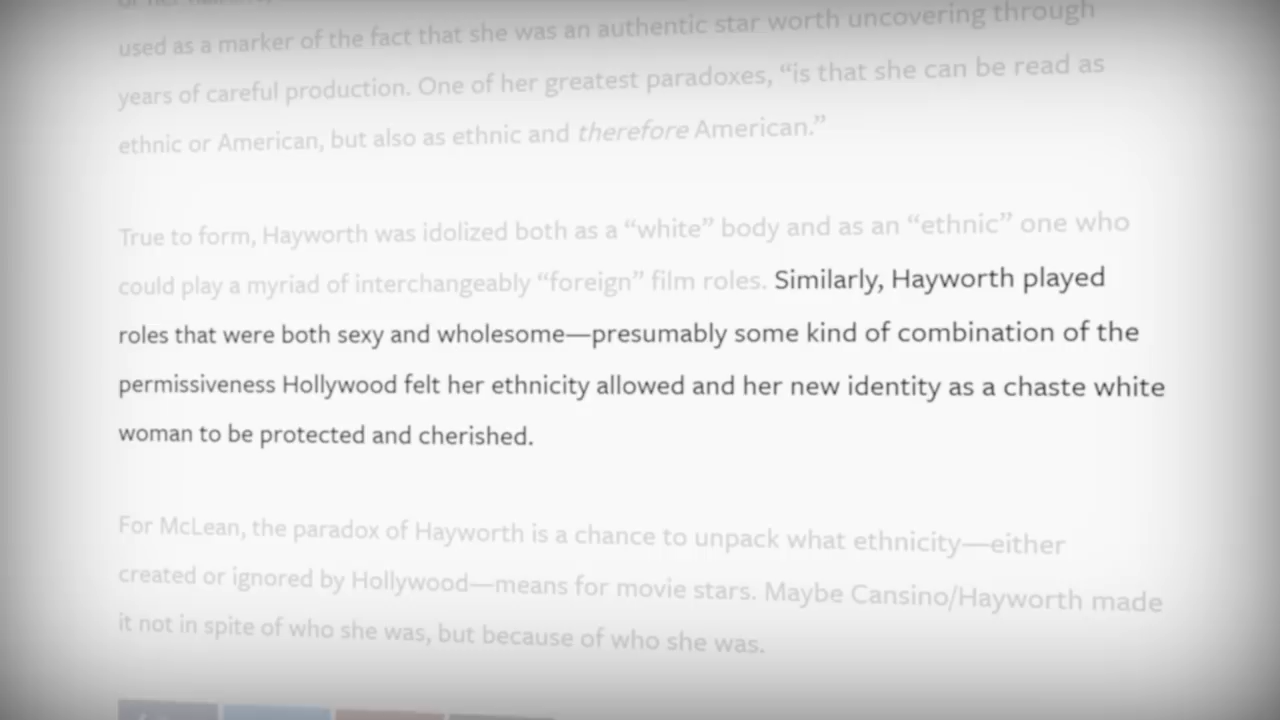 used as a marker of the fact that she was an authentic star worth uncovering through
years of careful production. One of her greatest paradoxes, “is that she can be read as
ethnic or American, but also as ethnic and therefore American.”
True to form, Hayworth was idolized both as a “white” body and as an “ethnic” one who
could play a myriad of interchangeably “foreign” film roles. Similarly, Hayworth played
roles that were both sexy and wholesome—presumably some kind of combination of the
permissiveness Hollywood felt her ethnicity allowed and her new identity as a chaste white
woman to be protected and cherished.
For McLean, the paradox of Hayworth is a chance to unpack what ethnicity—either
created or ignored by Hollywood—means for movie stars. Maybe Cansino/Hayworth made
it not in spite of who she was, but because of who she was.